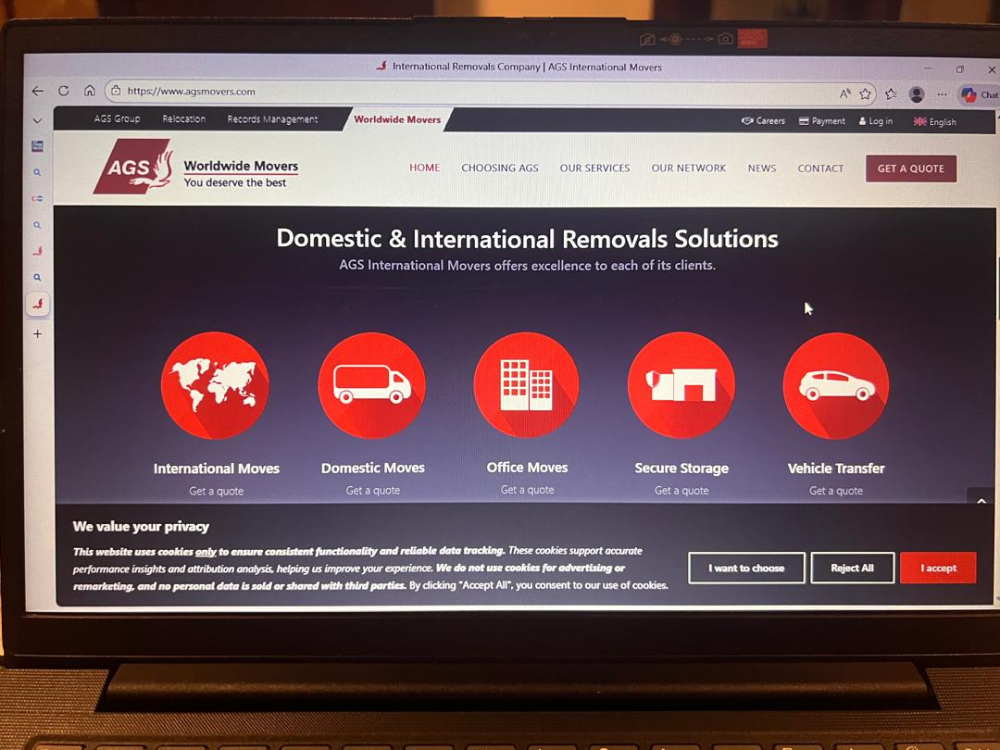 International Removals Company | AGS International Movers
https://www.agsmovers.com
Chat
AGS Group Relocation Records Management Worldwide Movers Careers Payment Log in English
AGS Worldwide Movers
You deserve the best
HOME CHOOSING AGS OUR SERVICES OUR NETWORK NEWS CONTACT GET A QUOTE
Domestic & International Removals Solutions
AGS International Movers offers excellence to each of its clients.
International Moves Domestic Moves Office Moves Secure Storage Vehicle Transfer
Get a quote Get a quote Get a quote Get a quote Get a quote
We value your privacy
This website uses cookies only to ensure consistent functionality and reliable data tracking. These cookies support accurate
performance insights and attribution analysis, helping us improve your experience. We do not use cookies for advertising or
remarketing, and no personal data is sold or shared with third parties. By clicking "Accept All", you consent to our use of cookies.
I want to choose Reject All I accept